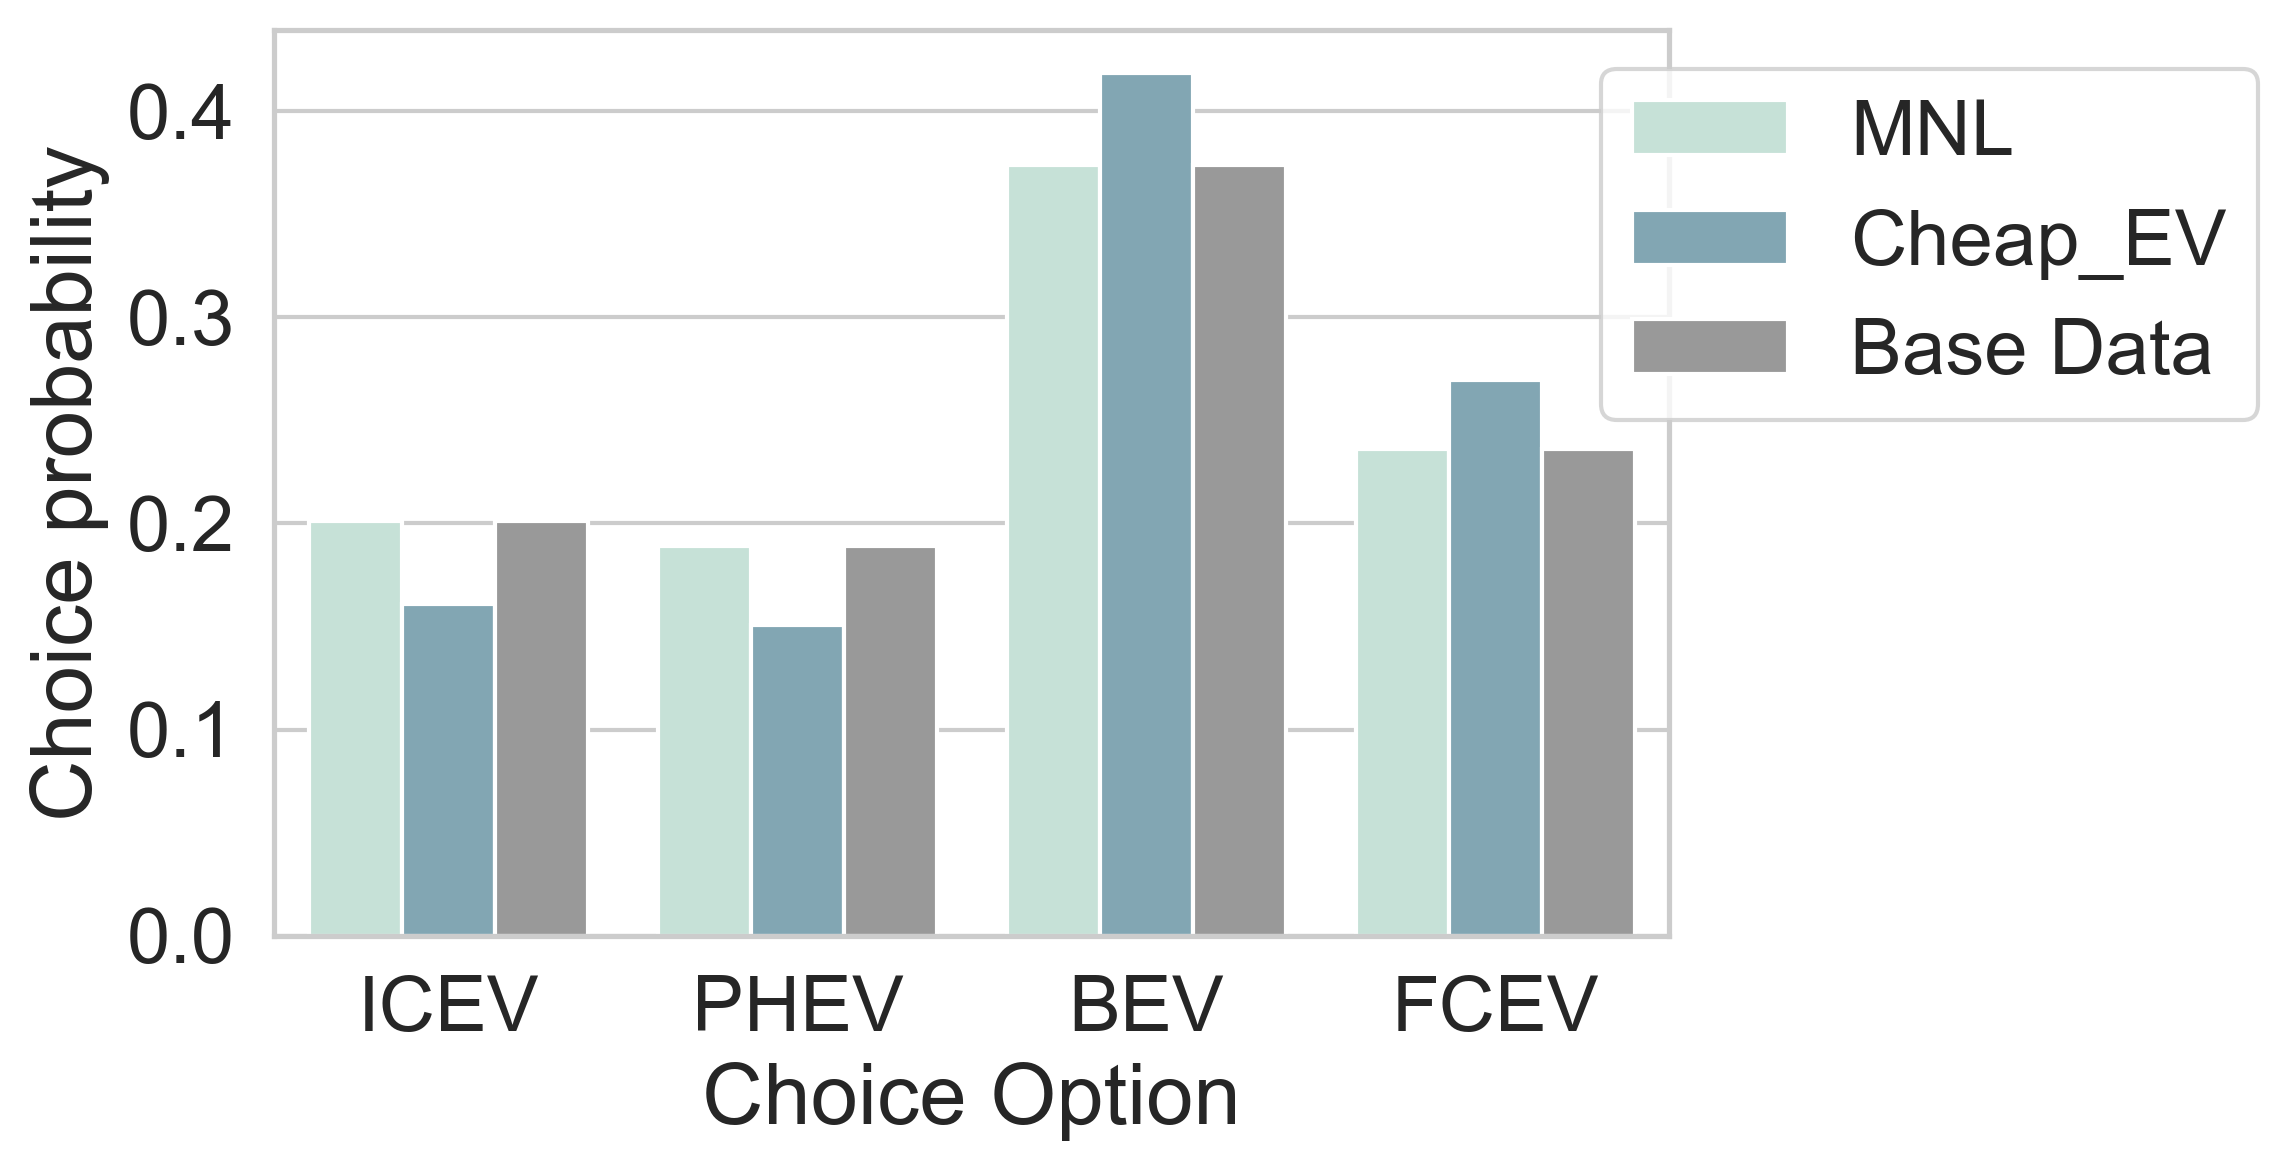 Choice probability
0.4
0.3
0.2
0.1
0.0
ICEV PHEV BEV FCEV
Choice Option
MNL
Cheap_EV
Base Data